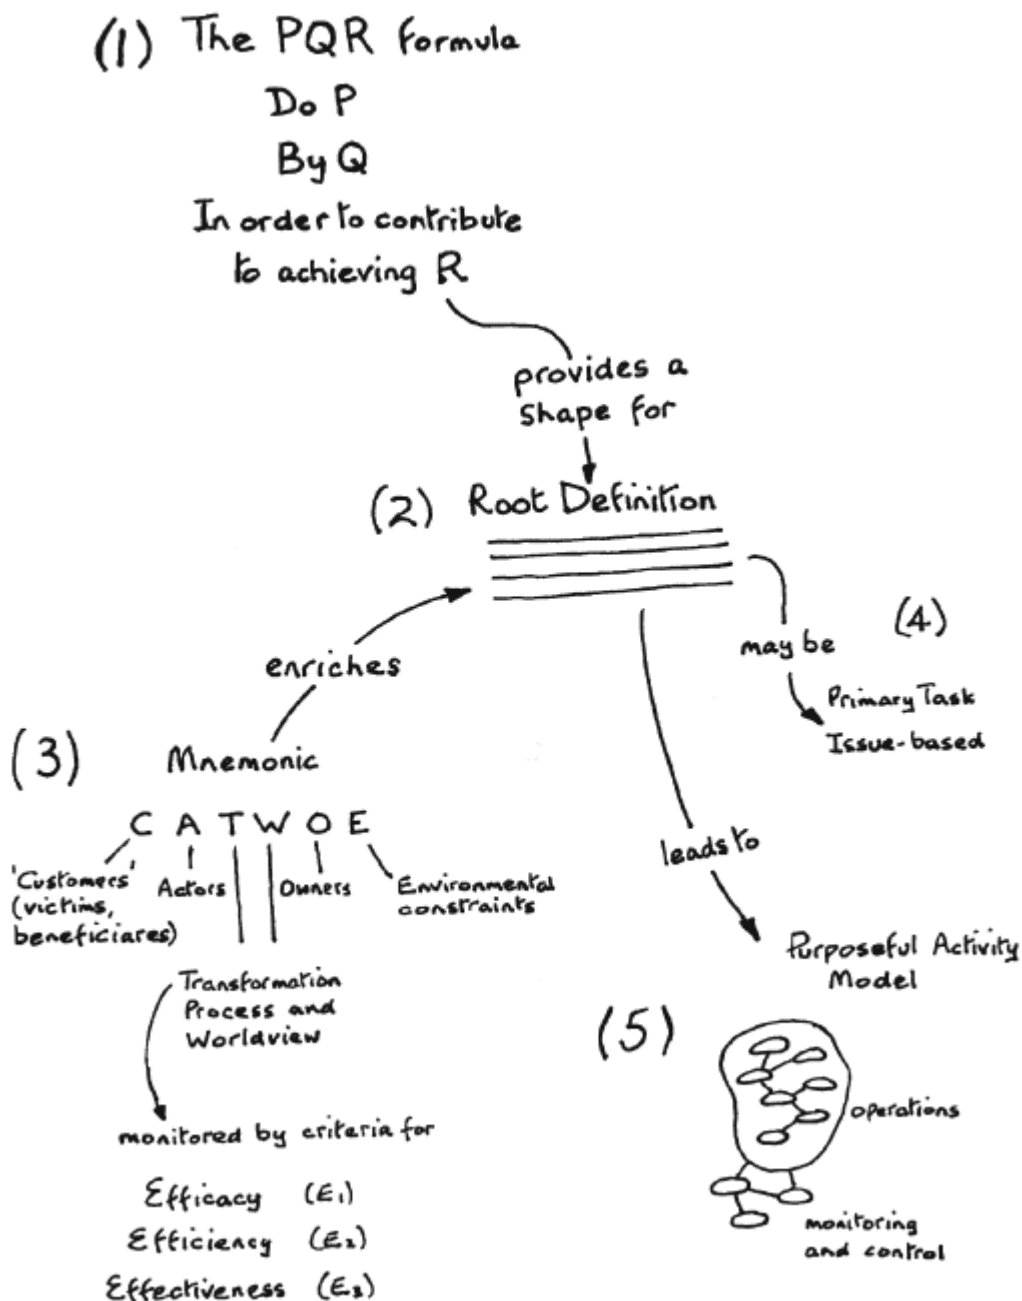 (1) The PQR formula
Do P
By Q
In order to contribute
to achieving R
provides a
shape for
(2) Root Definition
enriches
may be
(4)
Primary Task
Issue-based
(3)
Mnemonic
C A T W O E
'Customers'
(victims,
beneficiares)
Actors
Owners
Environmental
constraints
Transformation
Process and
Worldview
monitored by criteria for
Efficacy (E₁)
Efficiency (E₂)
Effectiveness (E₃)
leads to
Purposeful Activity
Model
(5)
operations
monitoring
and control